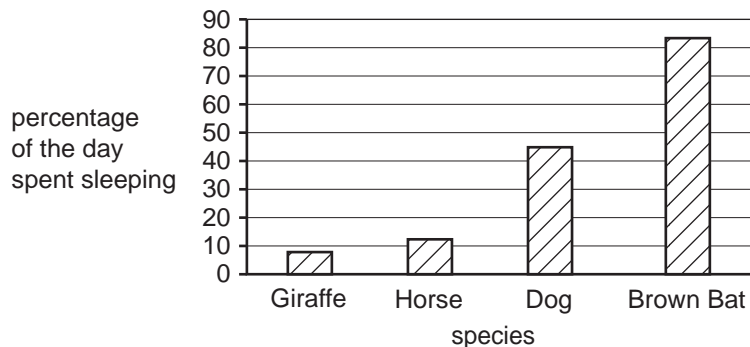 90
80
70
60
50
40
30
20
10
0
percentage
of the day
spent sleeping
Giraffe Horse Dog Brown Bat
species